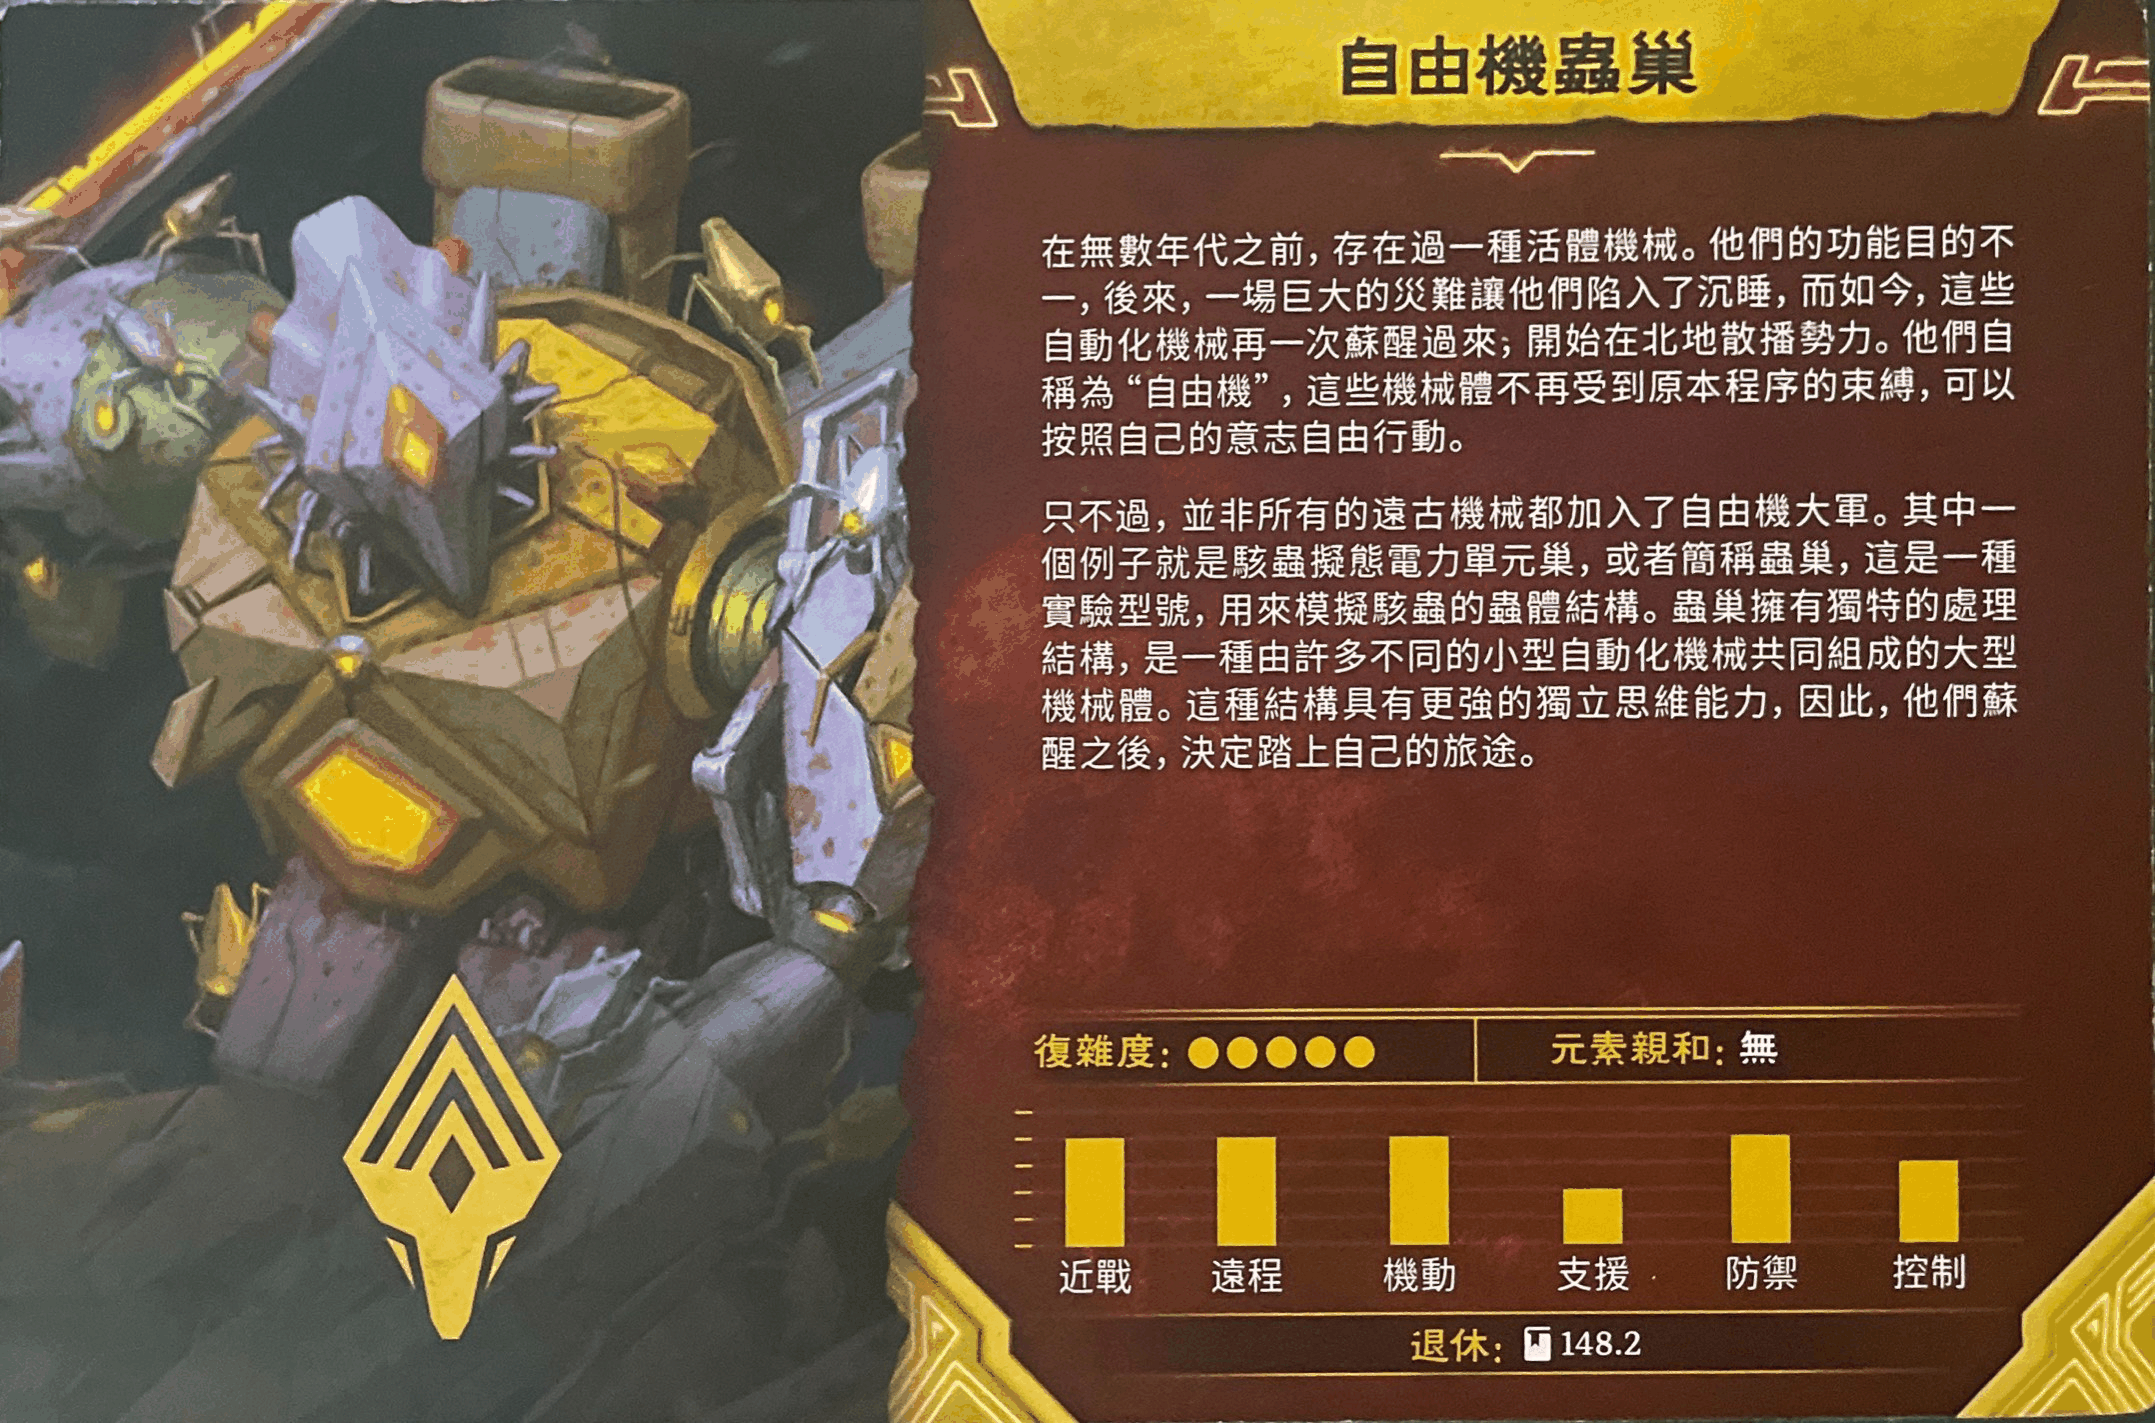 自由機蟲巢
在無數年代之前，存在過一種活體機械。他們的功能目的不
一，後來，一場巨大的災難讓他們陷入了沉睡，而如今，這些
自動化機械再一次蘇醒過來；開始在北地散播勢力。他們自
稱為“自由機”，這些機械體不再受到原本程序的束縛，可以
按照自己的意志自由行動。
只不過，並非所有的遠古機械都加入了自由機大軍。其中一
個例子就是駭蟲擬態電力單元巢，或者簡稱蟲巢，這是一種
實驗型號，用來模擬駭蟲的蟲體結構。蟲巢擁有獨特的處理
結構，是一種由許多不同的小型自動化機械共同組成的大型
機械體。這種結構具有更強的獨立思維能力，因此，他們蘇
醒之後，決定踏上自己的旅途。
復雜度：
元素親和：無
近戰 遠程 機動 支援 防禦 控制
退休：148.2